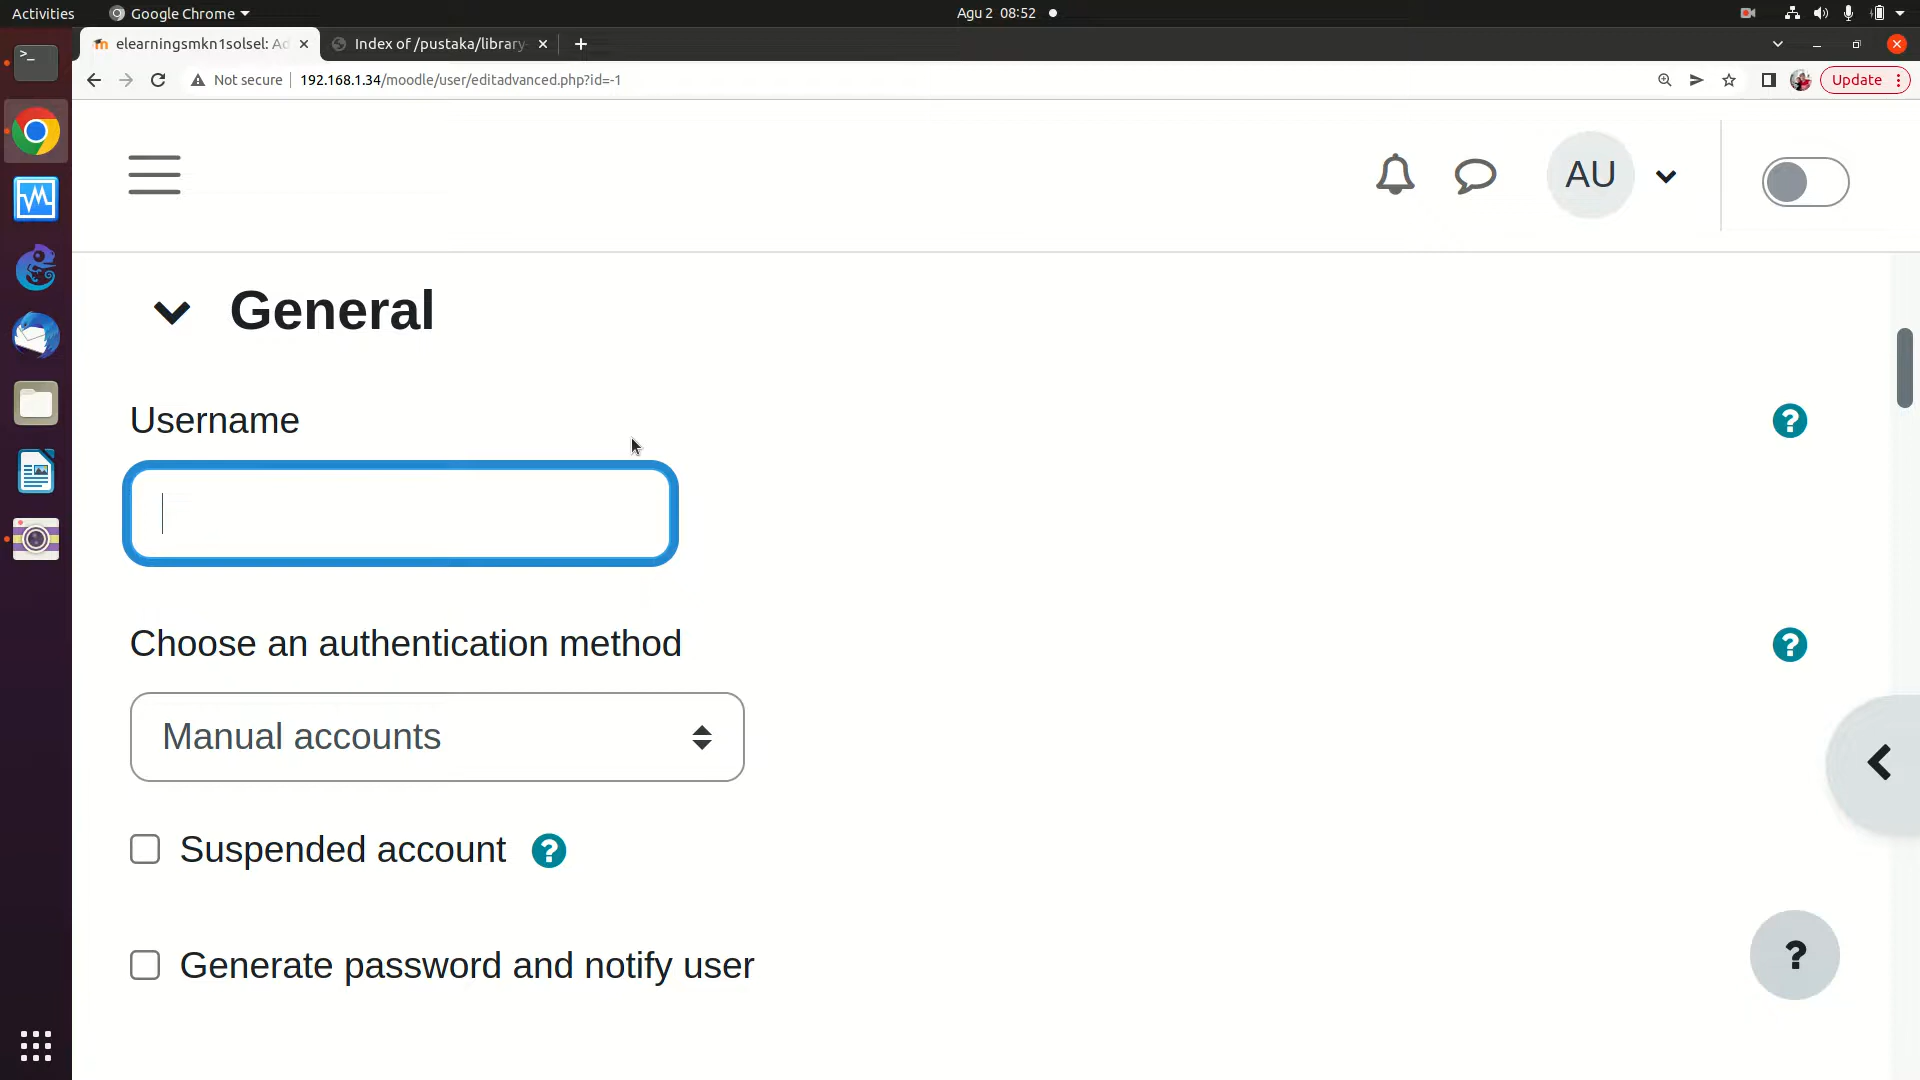 Activities
Google Chrome
Agu 2 08:52
elearningsmkn1solsel: Ad
Index of /pustaka/library
Not secure
192.168.1.34/moodle/user/editadvanced.php?id=-1
Update
AU
General
Username
?
Choose an authentication method
?
Manual accounts
Suspended account
?
Generate password and notify user
?